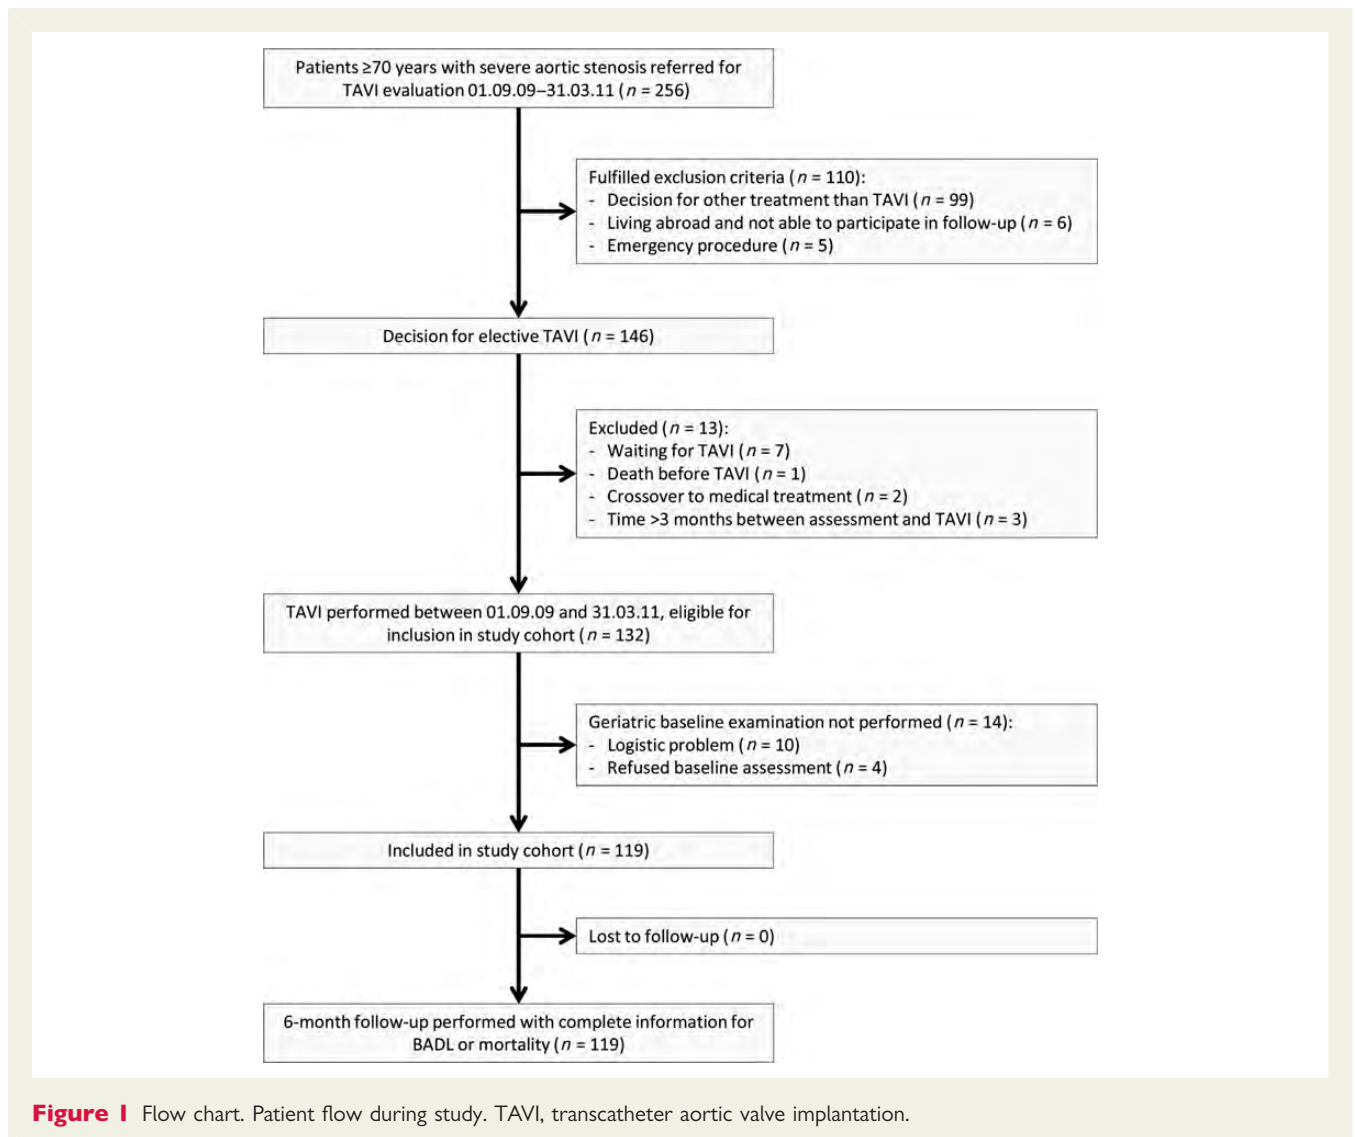 Patients ≥70 years with severe aortic stenosis referred for
TAVI evaluation 01.09.09–31.03.11 (n = 256)
Fulfilled exclusion criteria (n = 110):
- Decision for other treatment than TAVI (n = 99)
- Living abroad and not able to participate in follow-up (n = 6)
- Emergency procedure (n = 5)
Decision for elective TAVI (n = 146)
Excluded (n = 13):
- Waiting for TAVI (n = 7)
- Death before TAVI (n = 1)
- Crossover to medical treatment (n = 2)
- Time >3 months between assessment and TAVI (n = 3)
TAVI performed between 01.09.09 and 31.03.11, eligible for
inclusion in study cohort (n = 132)
Geriatric baseline examination not performed (n = 14):
- Logistic problem (n = 10)
- Refused baseline assessment (n = 4)
Included in study cohort (n = 119)
Lost to follow-up (n = 0)
6-month follow-up performed with complete information for
BADL or mortality (n = 119)
Figure 1 Flow chart. Patient flow during study. TAVI, transcatheter aortic valve implantation.